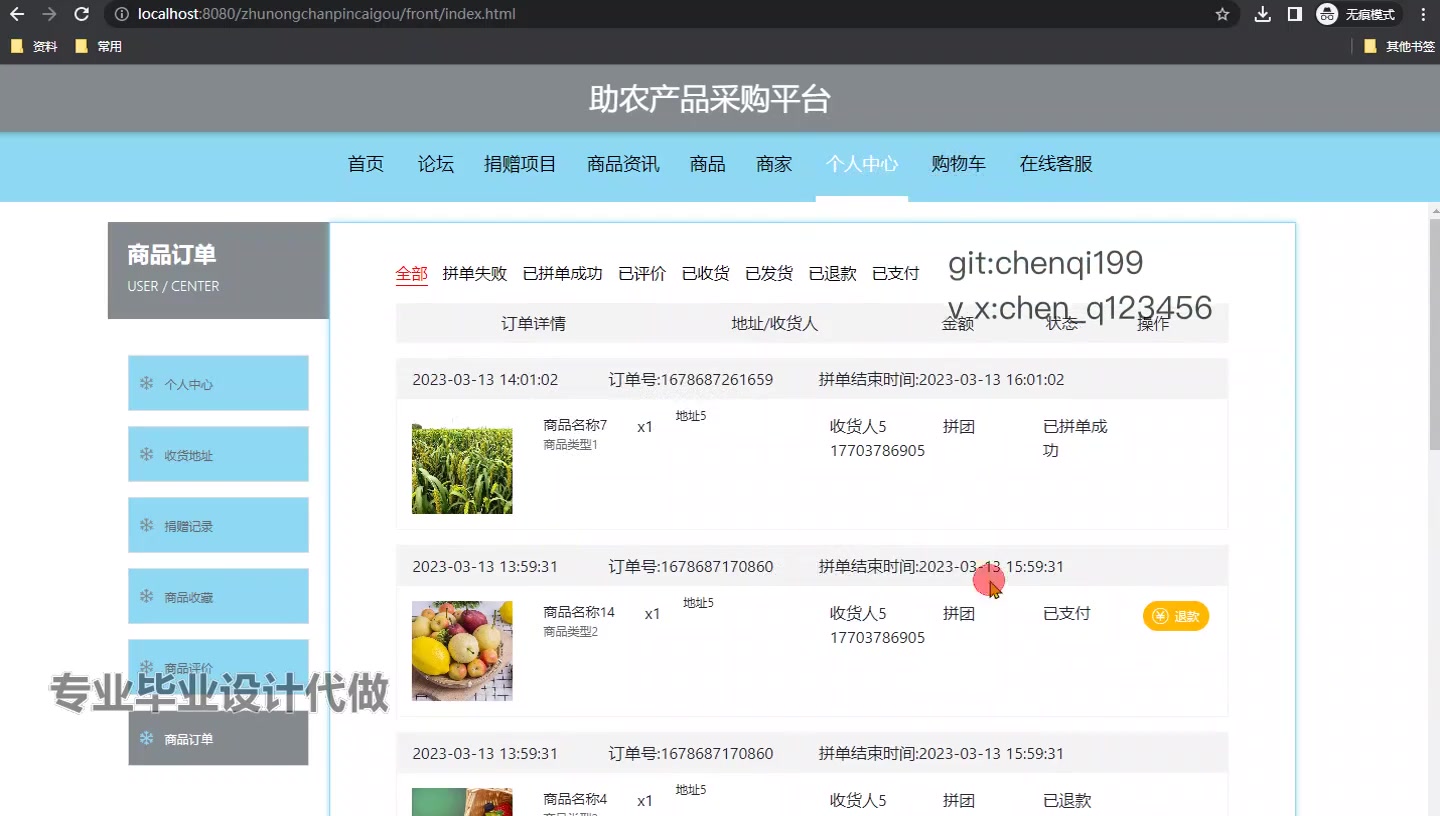 localhost:8080/zhunongchanpincaigou/front/index.html
无痕模式
资料 常用 其他书签
助农产品采购平台
首页 论坛 捐赠项目 商品资讯 商品 商家 个人中心 购物车 在线客服
商品订单
USER / CENTER
个人中心
收货地址
捐赠记录
商品收藏
商品评价
商品订单
专业毕业设计代做
git:chenqi199
v_x:chen_q123456
全部 拼单失败 已拼单成功 已评价 已收货 已发货 已退款 已支付
订单详情 地址/收货人 金额 状态 操作
2023-03-13 14:01:02 订单号:1678687261659 拼单结束时间:2023-03-13 16:01:02
商品名称7 x1 地址5 收货人5 拼团 已拼单成
商品类型1 17703786905 功
2023-03-13 13:59:31 订单号:1678687170860 拼单结束时间:2023-03-13 15:59:31
商品名称14 x1 地址5 收货人5 拼团 已支付 退款
商品类型2 17703786905
2023-03-13 13:59:31 订单号:1678687170860 拼单结束时间:2023-03-13 15:59:31
商品名称4 x1 地址5 收货人5 拼团 已退款